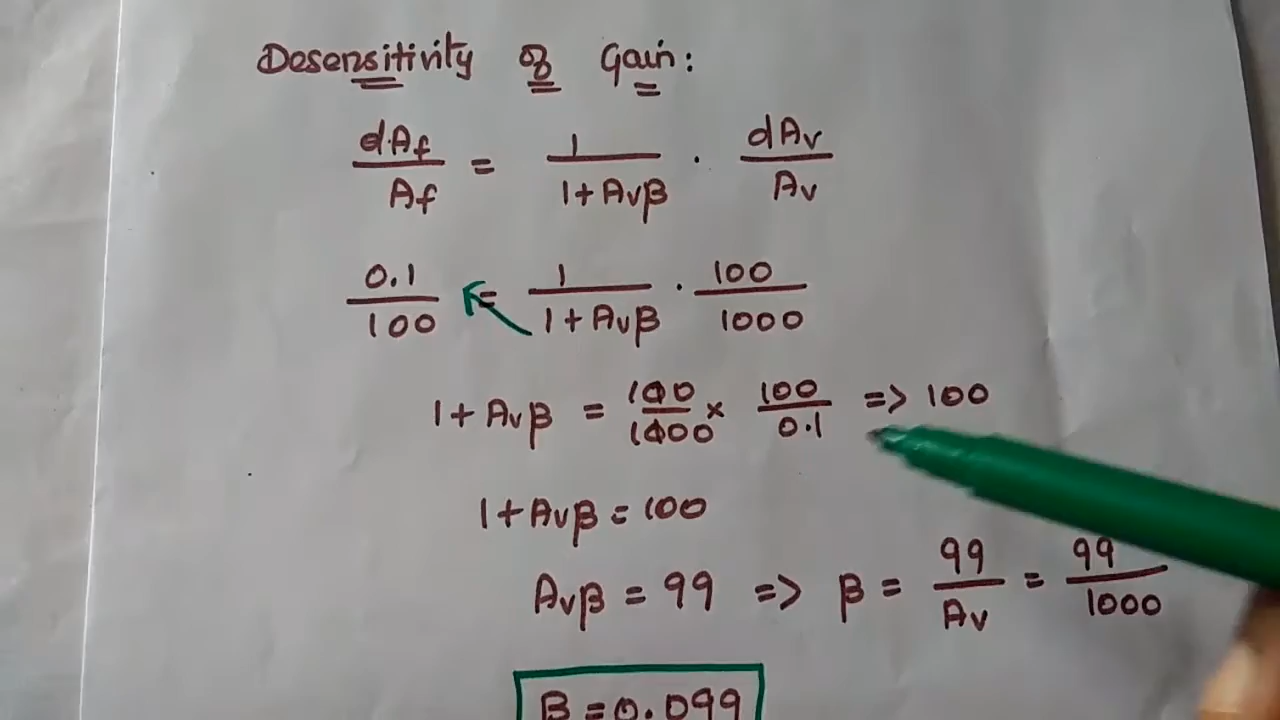 Desensitivity of Gain:
dAf/Af = 1/(1+Avβ) · dAv/Av
0.1/100 = 1/(1+Avβ) · 100/1000
1+Avβ = 100/1000 × 100/0.1 => 100
1+Avβ = 100
Avβ = 99 => β = 99/Av = 99/1000
β = 0.099